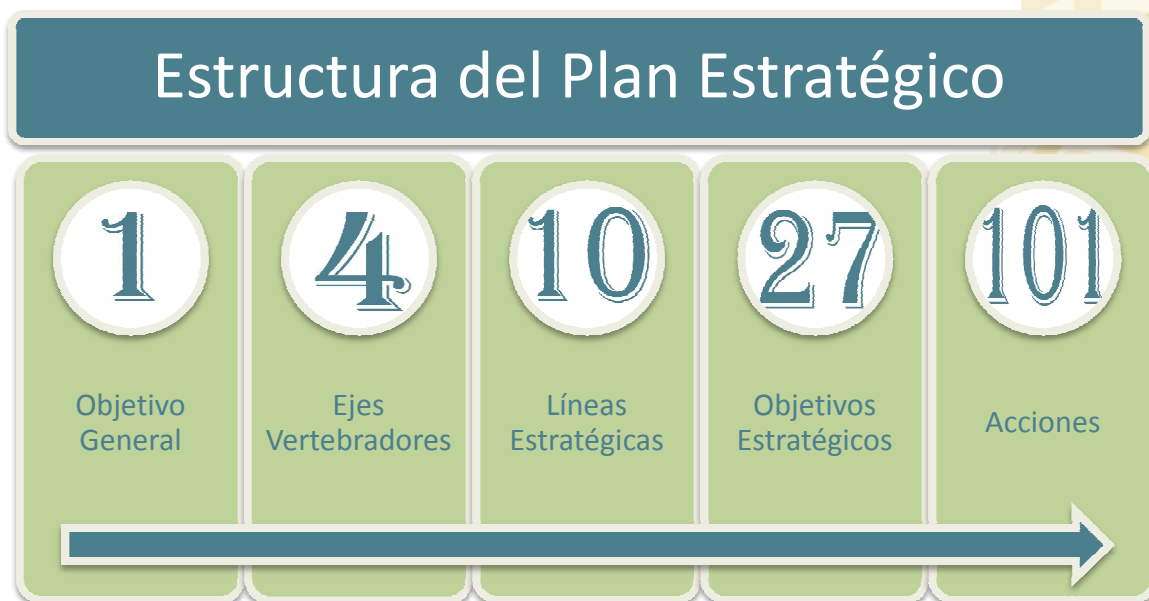 Estructura del Plan Estratégico
1
Objetivo
General
4
Ejes
Vertebradores
10
Líneas
Estratégicas
27
Objetivos
Estratégicos
101
Acciones